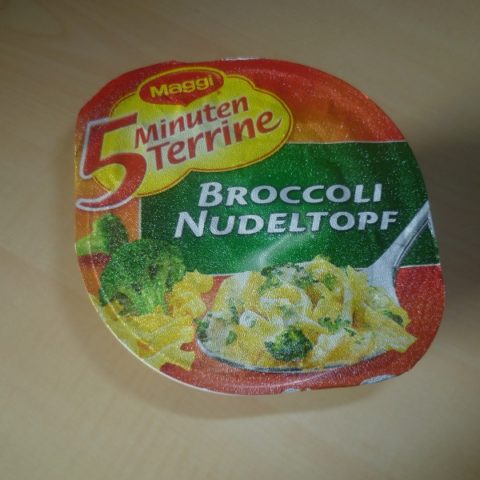 Maggi
5 Minuten
Terrine
BROCCOLI
NUDELTOPF